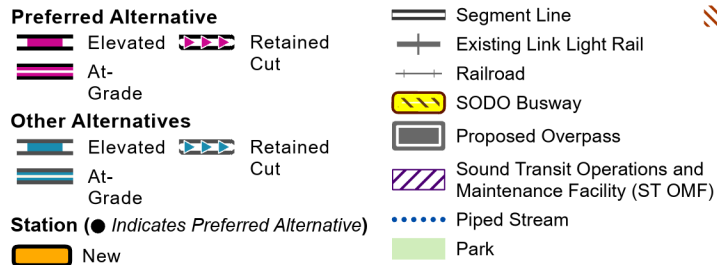 Preferred Alternative
Elevated
Retained
Cut
At-
Grade
Other Alternatives
Elevated
Retained
Cut
At-
Grade
Station (● Indicates Preferred Alternative)
New
Segment Line
Existing Link Light Rail
Railroad
SODO Busway
Proposed Overpass
Sound Transit Operations and
Maintenance Facility (ST OMF)
Piped Stream
Park